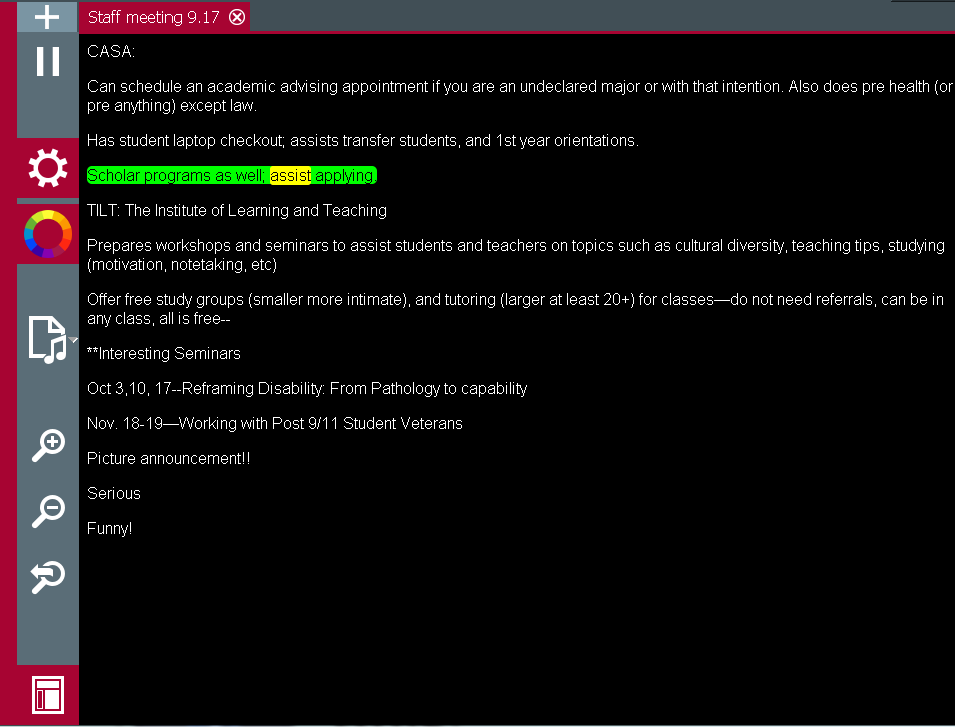 Staff meeting 9.17
CASA:
Can schedule an academic advising appointment if you are an undeclared major or with that intention. Also does pre health (or
pre anything) except law.
Has student laptop checkout; assists transfer students, and 1st year orientations.
Scholar programs as well; assist applying.
TILT: The Institute of Learning and Teaching
Prepares workshops and seminars to assist students and teachers on topics such as cultural diversity, teaching tips, studying
(motivation, notetaking, etc)
Offer free study groups (smaller more intimate), and tutoring (larger at least 20+) for classes—do not need referrals, can be in
any class, all is free--
**Interesting Seminars
Oct 3,10, 17--Reframing Disability: From Pathology to capability
Nov. 18-19—Working with Post 9/11 Student Veterans
Picture announcement!!
Serious
Funny!